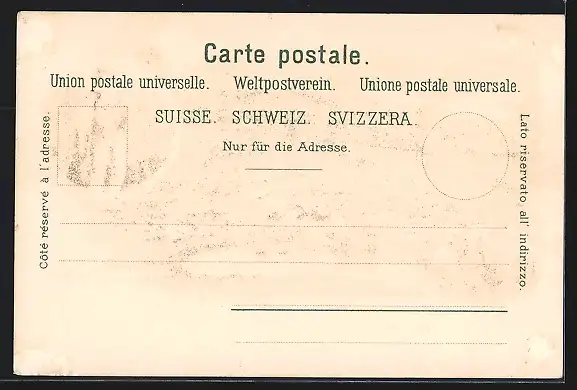 Carte postale.
Union postale universelle. Weltpostverein. Unione postale universale.
SUISSE. SCHWEIZ. SVIZZERA.
Nur für die Adresse.
Côté réservé à l'adresse.
Lato riservato all' indirizzo.